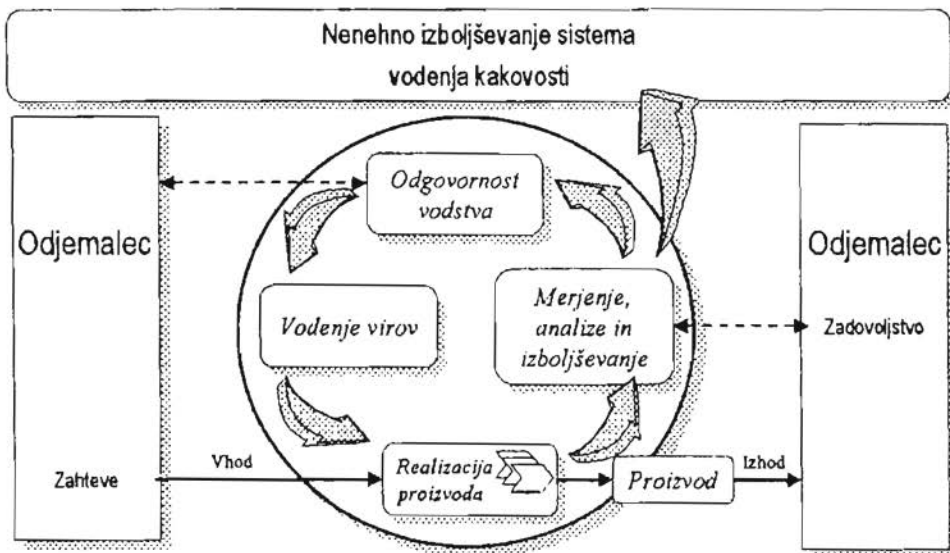 Nenehno izboljševanje sistema
vodenja kakovosti
Odjemalec
Zahteve
Odgovornost
vodstva
Vodenje virov
Merjenje,
analize in
izboljševanje
Vhod
Realizacija
proizvoda
Proizvod
Izhod
Odjemalec
Zadovoljstvo